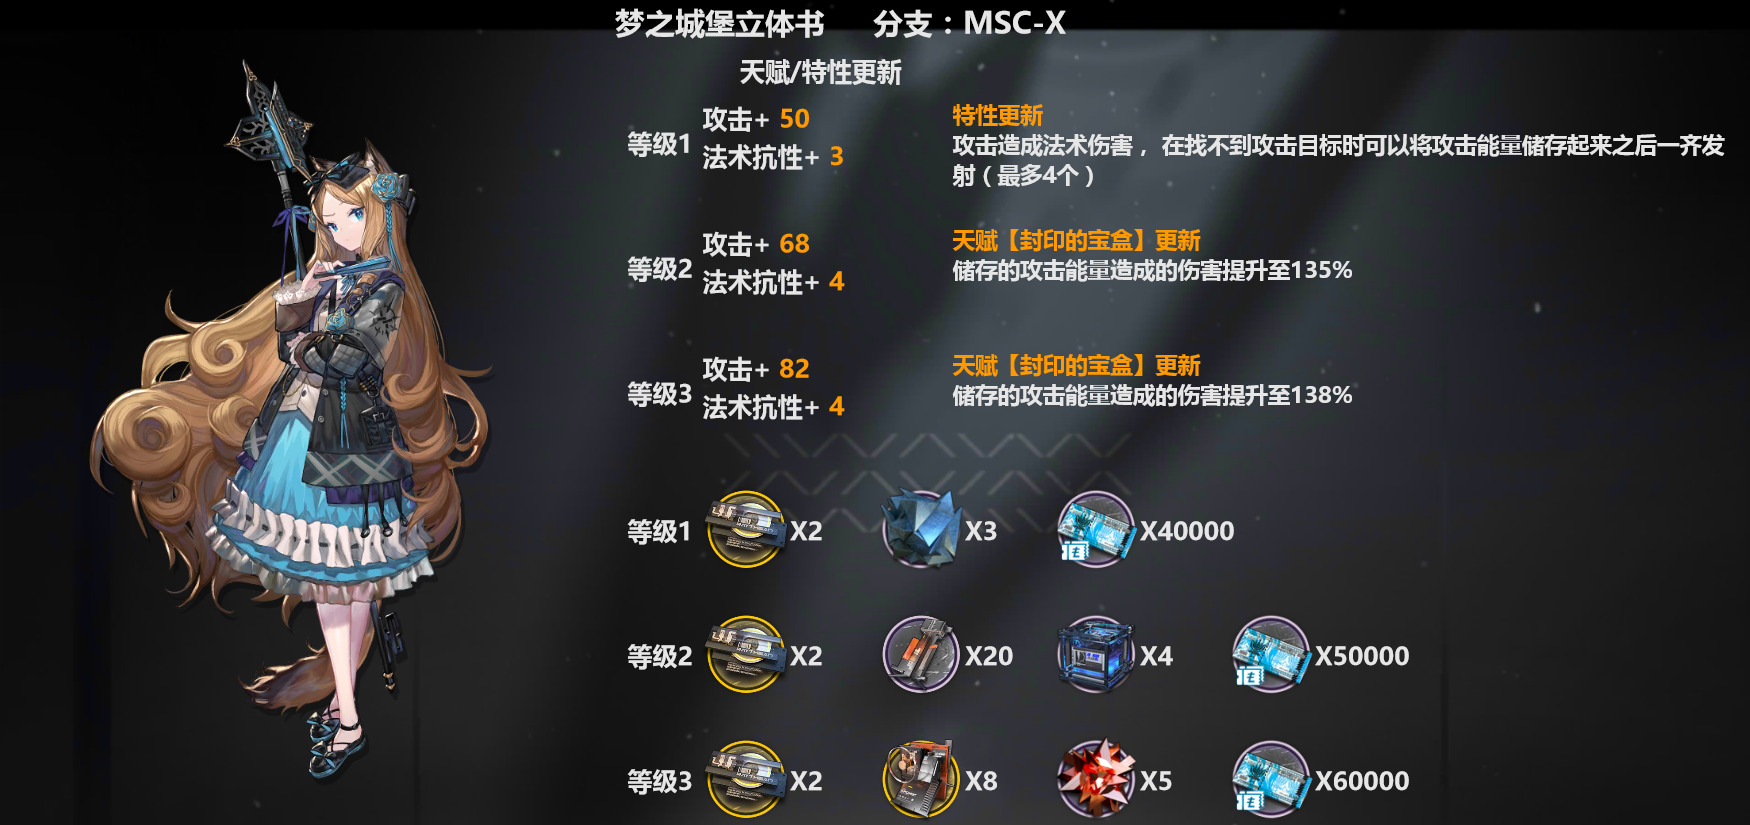 梦之城堡立体书 分支：MSC-X
天赋/特性更新
等级1
攻击+ 50
法术抗性+ 3
特性更新
攻击造成法术伤害， 在找不到攻击目标时可以将攻击能量储存起来之后一齐发
射（最多4个）
等级2
攻击+ 68
法术抗性+ 4
天赋【封印的宝盒】更新
储存的攻击能量造成的伤害提升至135%
等级3
攻击+ 82
法术抗性+ 4
天赋【封印的宝盒】更新
储存的攻击能量造成的伤害提升至138%
等级1 X2 X3 X40000
等级2 X2 X20 X4 X50000
等级3 X2 X8 X5 X60000